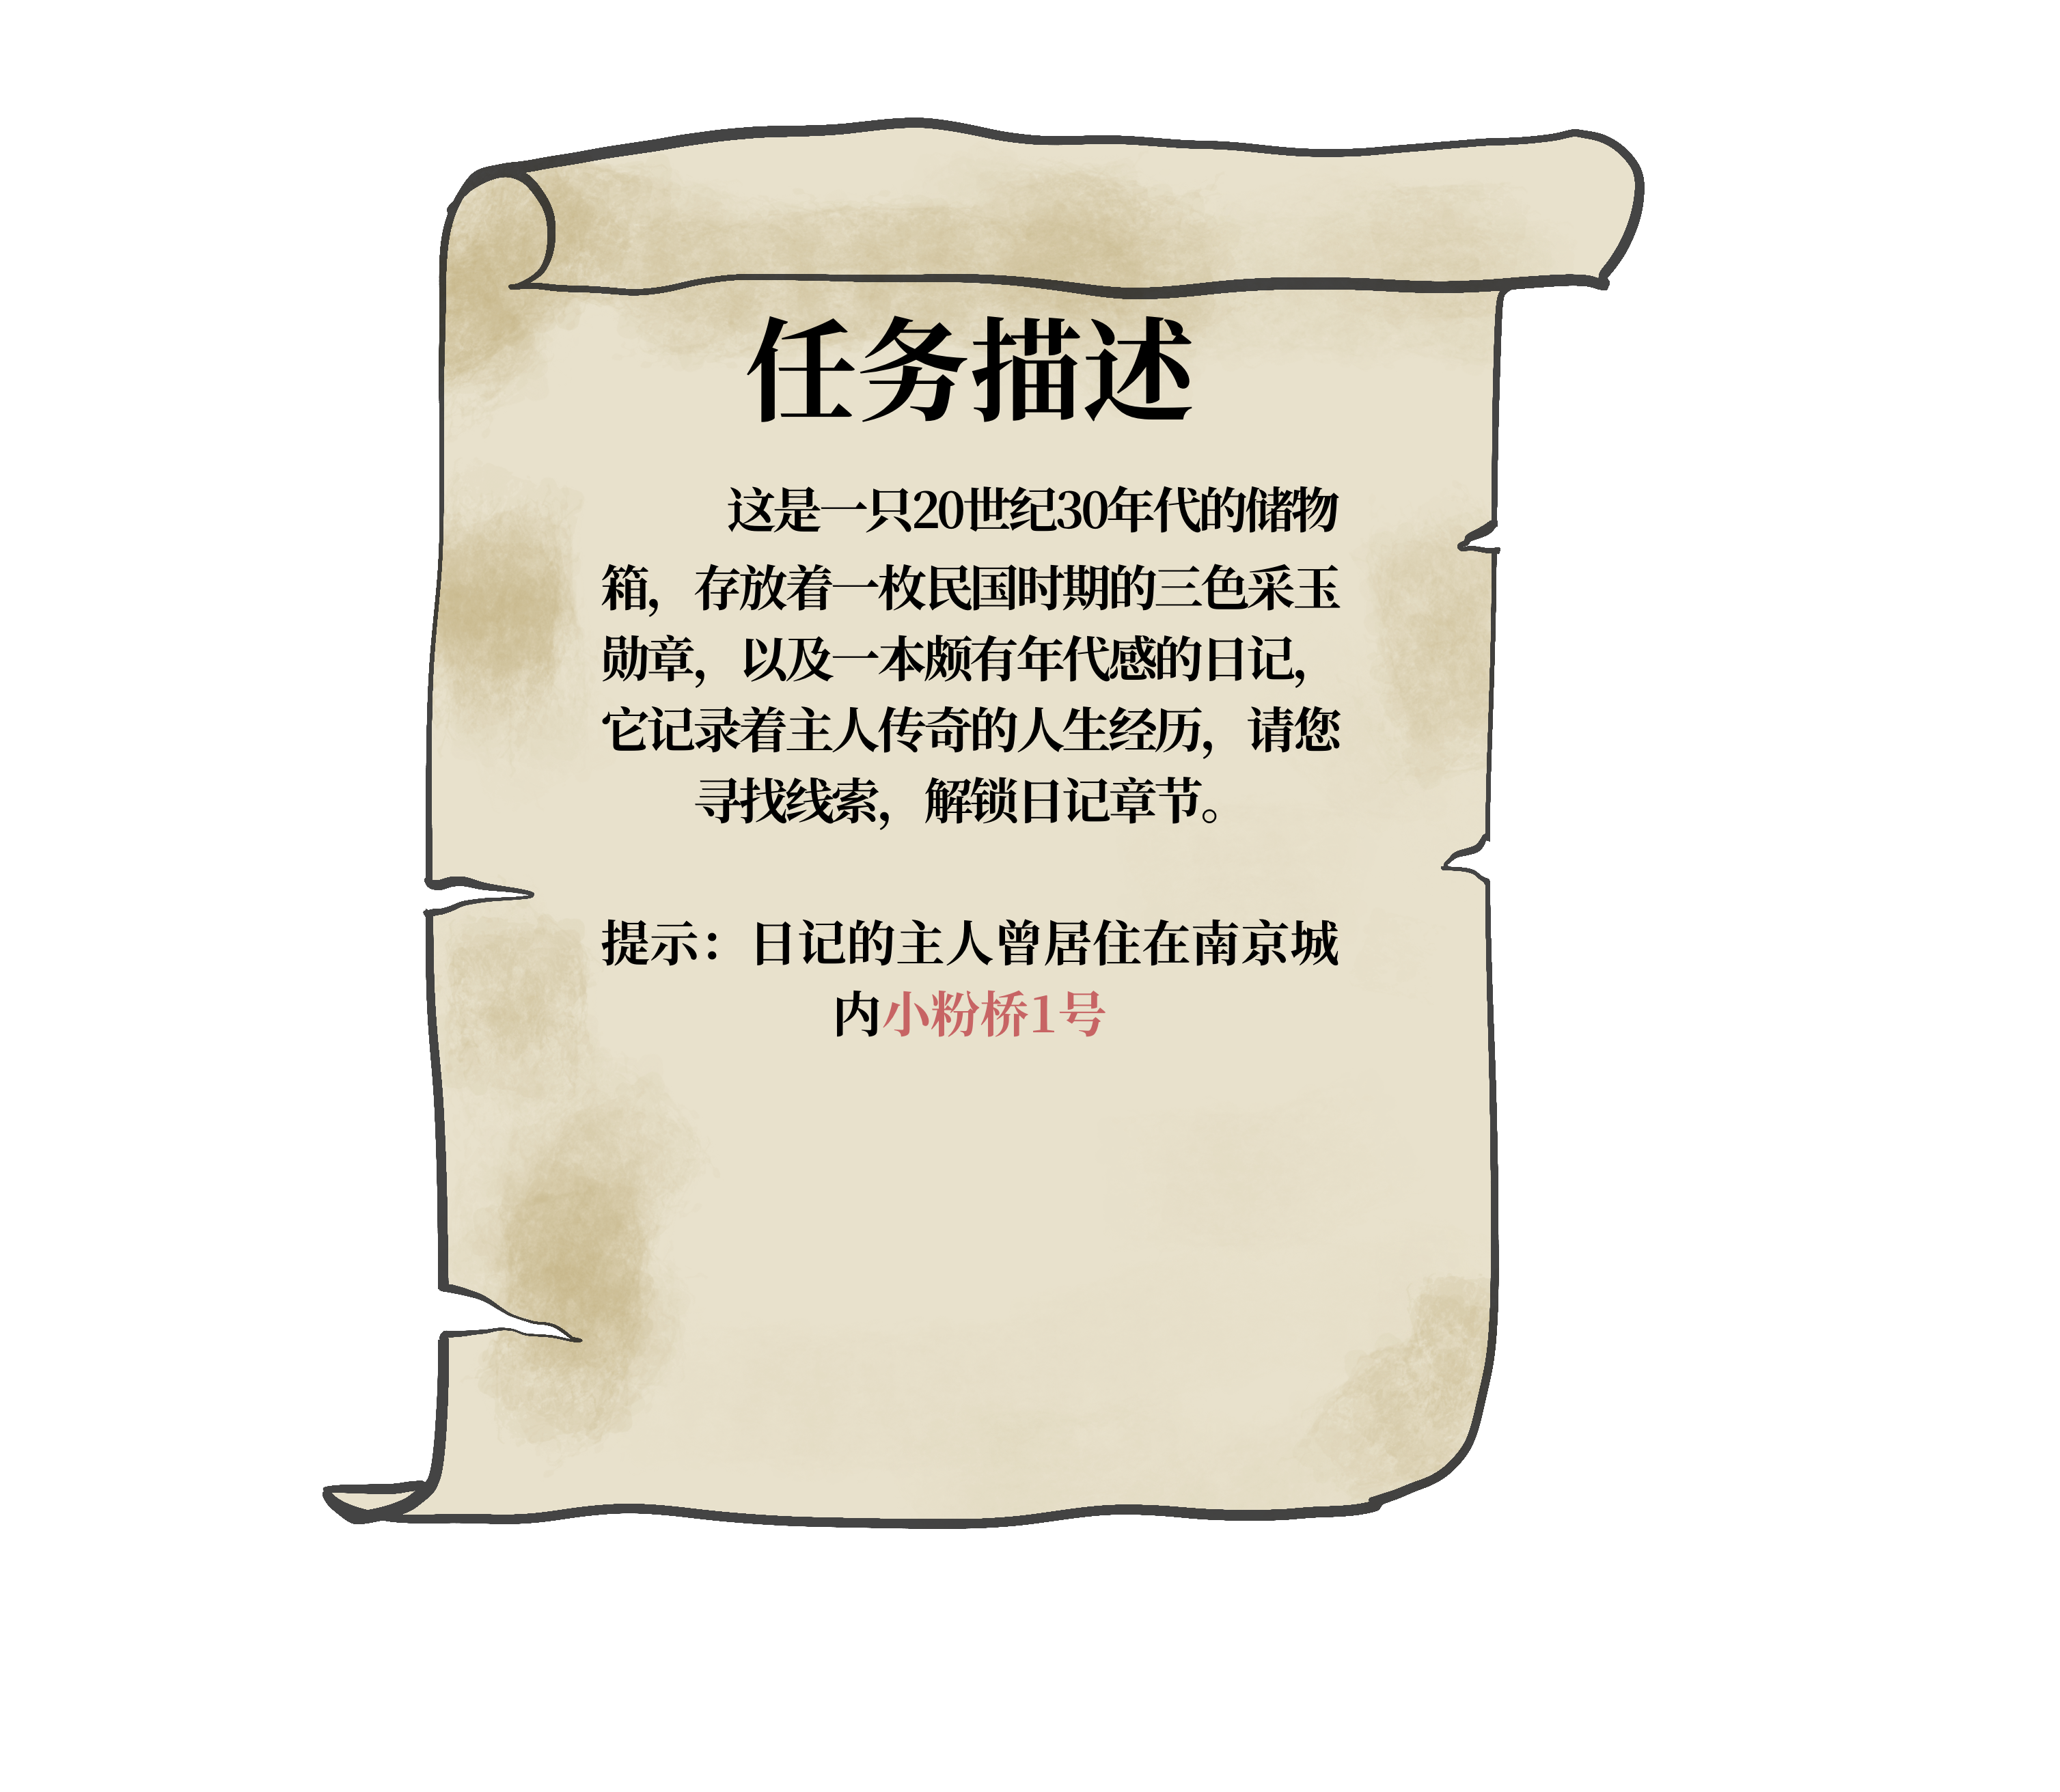 任务描述
这是一只20世纪30年代的储物
箱，存放着一枚民国时期的三色采玉
勋章，以及一本颇有年代感的日记，
它记录着主人传奇的人生经历，请您
寻找线索，解锁日记章节。
提示：日记的主人曾居住在南京城
内小粉桥1号